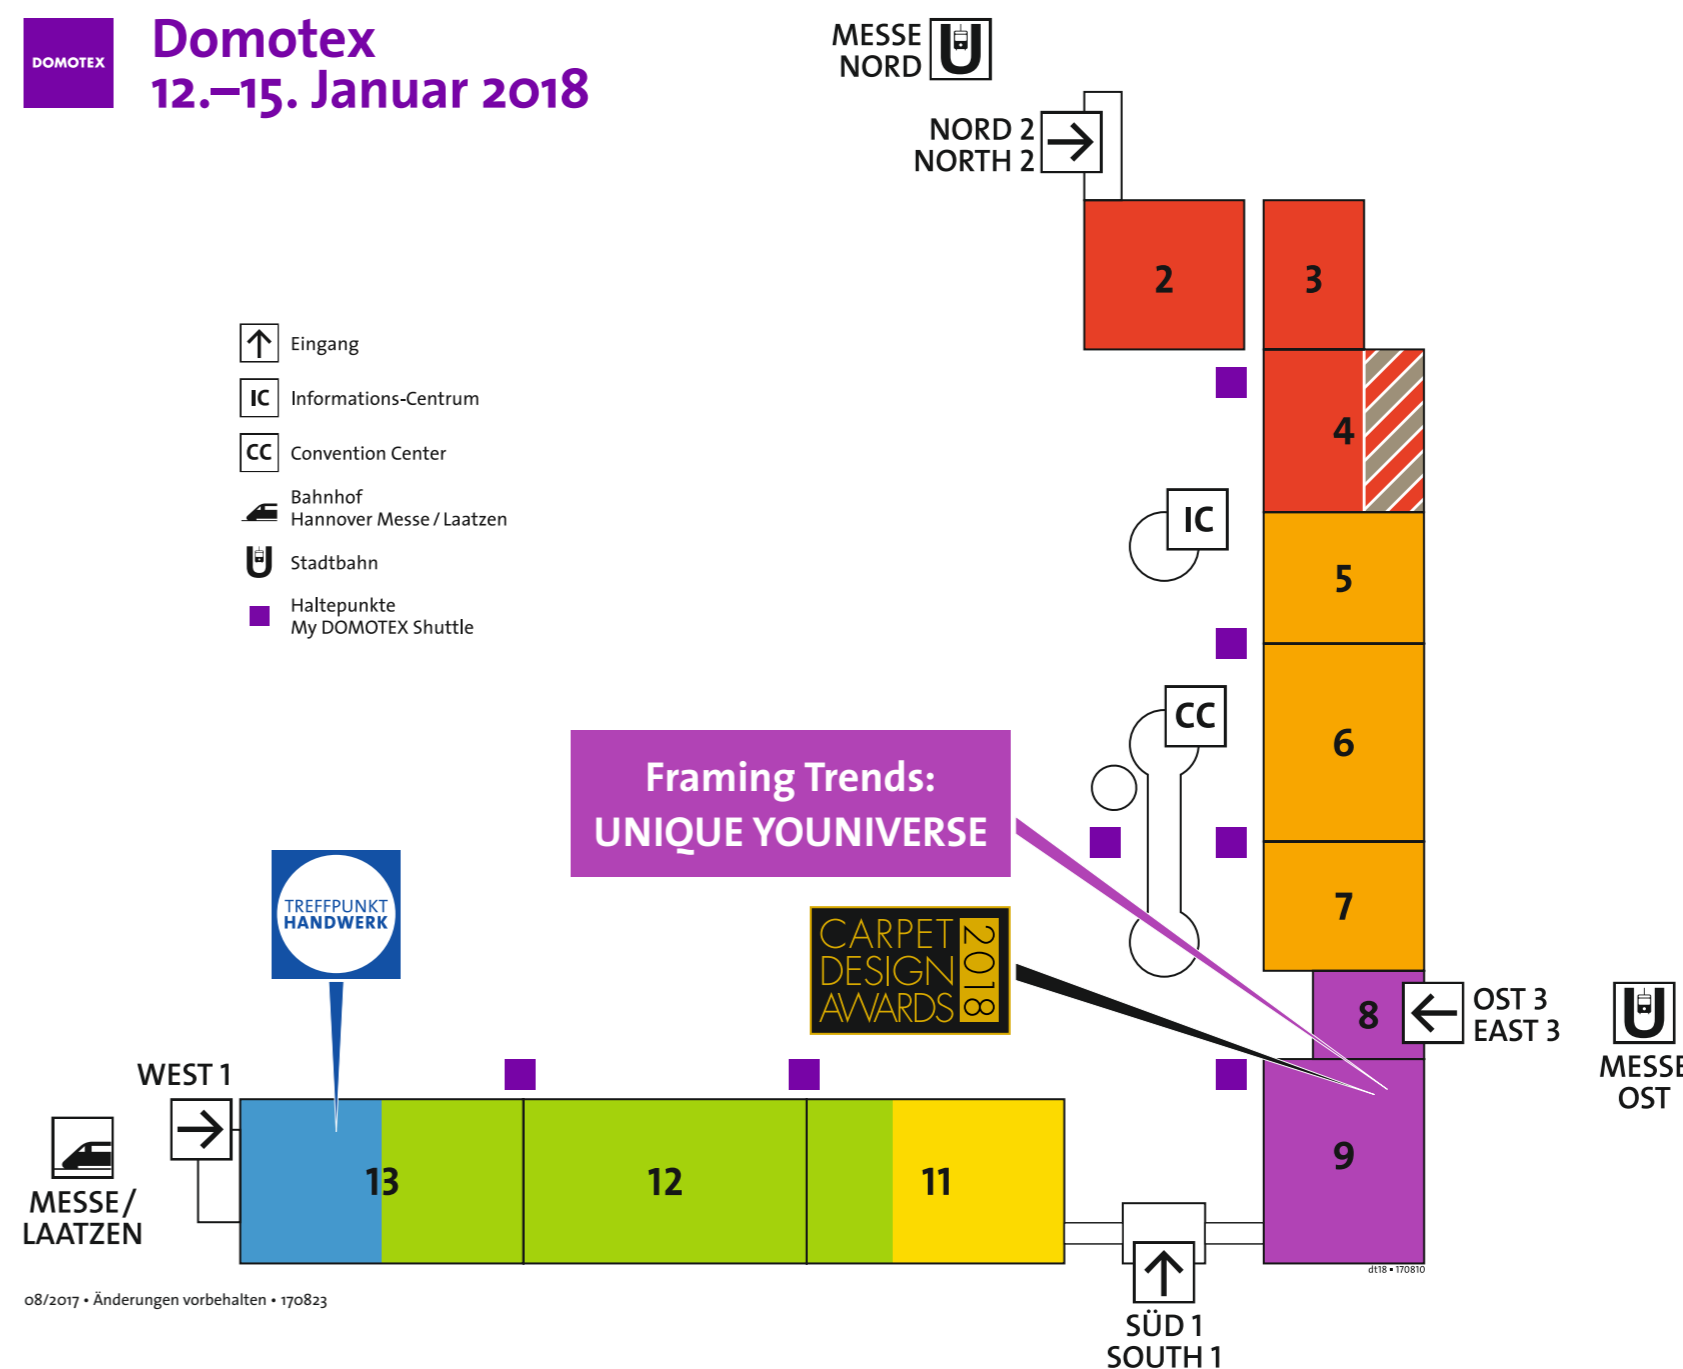 DOMOTEX
Domotex
12.–15. Januar 2018
MESSE
NORD
U
NORD 2
NORTH 2
2
3
4
Eingang
IC
Informations-Centrum
CC
Convention Center
Bahnhof
Hannover Messe / Laatzen
U
Stadtbahn
Haltepunkte
My DOMOTEX Shuttle
IC
5
CC
6
Framing Trends:
UNIQUE YOUNIVERSE
7
TREFFPUNKT
HANDWERK
CARPET
DESIGN
AWARDS
2018
8
OST 3
EAST 3
U
MESSE
OST
WEST 1
MESSE/
LAATZEN
13
12
11
9
dt18 ▪ 170810
SÜD 1
SOUTH 1
08/2017 • Änderungen vorbehalten • 170823